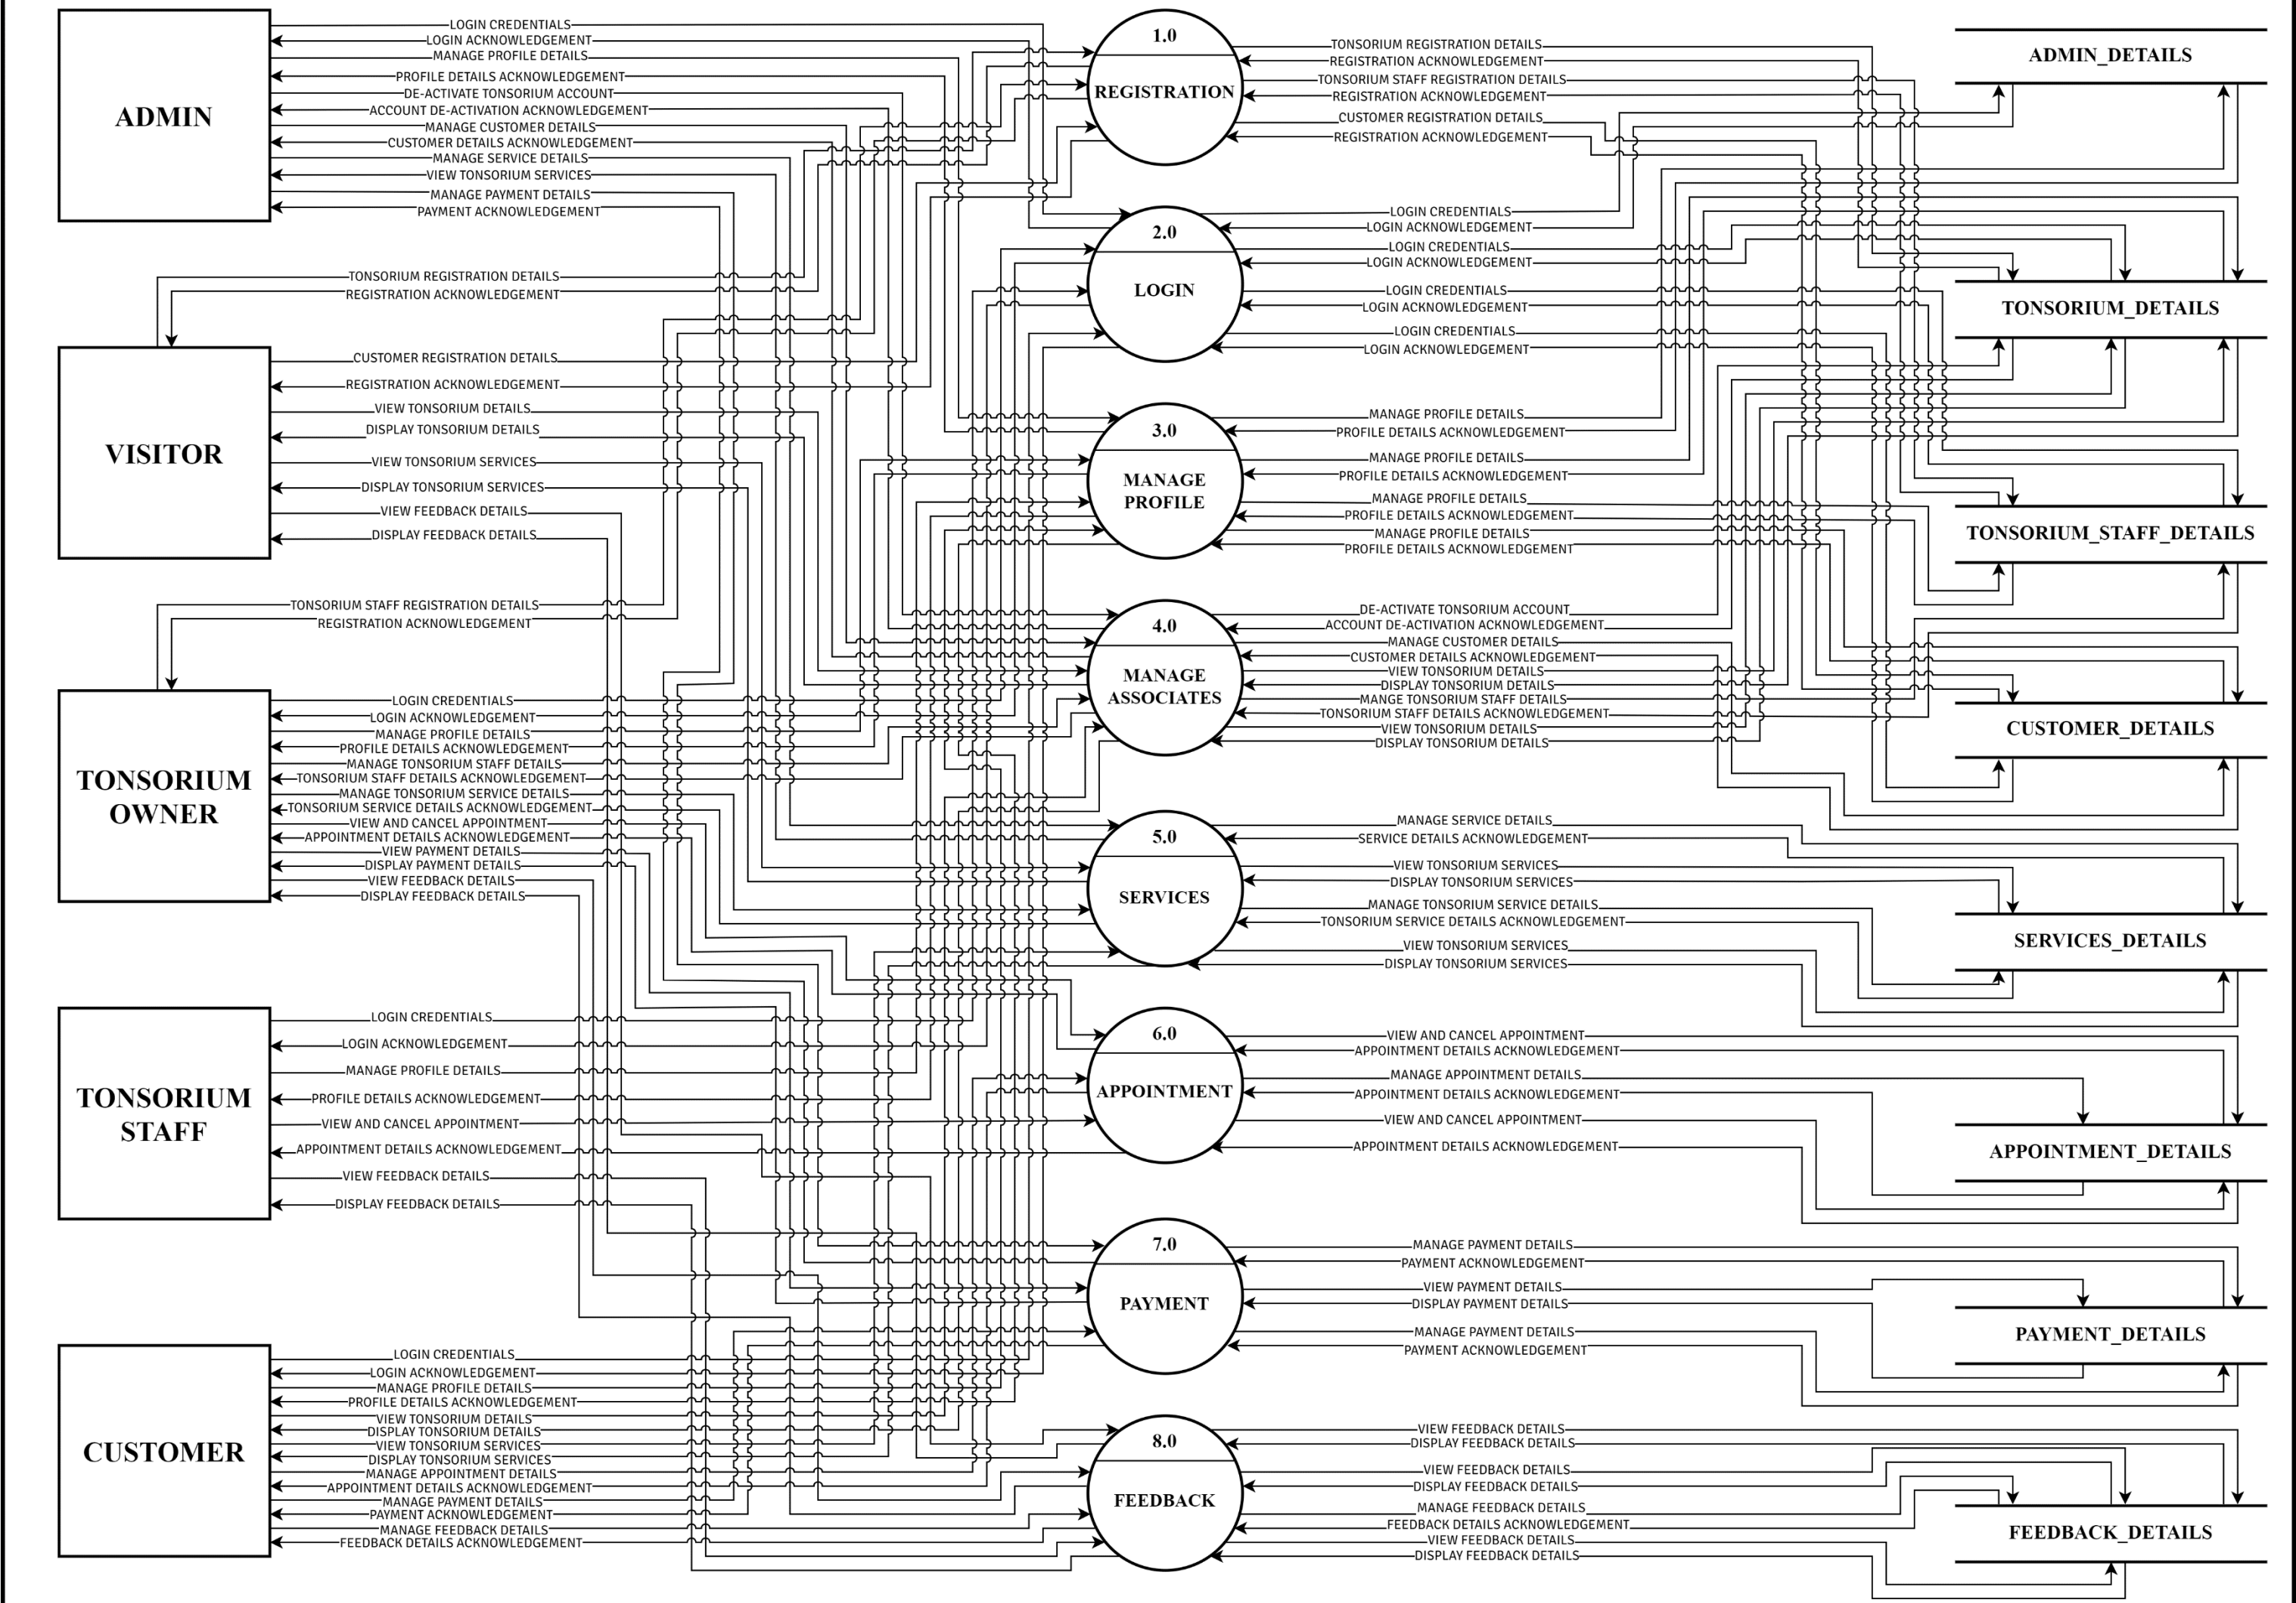 ADMIN
LOGIN CREDENTIALS
LOGIN ACKNOWLEDGEMENT
MANAGE PROFILE DETAILS
PROFILE DETAILS ACKNOWLEDGEMENT
DE-ACTIVATE TONSORIUM ACCOUNT
ACCOUNT DE-ACTIVATION ACKNOWLEDGEMENT
MANAGE CUSTOMER DETAILS
CUSTOMER DETAILS ACKNOWLEDGEMENT
MANAGE SERVICE DETAILS
VIEW TONSORIUM SERVICES
MANAGE PAYMENT DETAILS
PAYMENT ACKNOWLEDGEMENT
TONSORIUM REGISTRATION DETAILS
REGISTRATION ACKNOWLEDGEMENT
VISITOR
CUSTOMER REGISTRATION DETAILS
REGISTRATION ACKNOWLEDGEMENT
VIEW TONSORIUM DETAILS
DISPLAY TONSORIUM DETAILS
VIEW TONSORIUM SERVICES
DISPLAY TONSORIUM SERVICES
VIEW FEEDBACK DETAILS
DISPLAY FEEDBACK DETAILS
TONSORIUM STAFF REGISTRATION DETAILS
REGISTRATION ACKNOWLEDGEMENT
TONSORIUM
OWNER
LOGIN CREDENTIALS
LOGIN ACKNOWLEDGEMENT
MANAGE PROFILE DETAILS
PROFILE DETAILS ACKNOWLEDGEMENT
MANAGE TONSORIUM STAFF DETAILS
TONSORIUM STAFF DETAILS ACKNOWLEDGEMENT
MANAGE TONSORIUM SERVICE DETAILS
TONSORIUM SERVICE DETAILS ACKNOWLEDGEMENT
VIEW AND CANCEL APPOINTMENT
APPOINTMENT DETAILS ACKNOWLEDGEMENT
VIEW PAYMENT DETAILS
DISPLAY PAYMENT DETAILS
VIEW FEEDBACK DETAILS
DISPLAY FEEDBACK DETAILS
TONSORIUM
STAFF
LOGIN CREDENTIALS
LOGIN ACKNOWLEDGEMENT
MANAGE PROFILE DETAILS
PROFILE DETAILS ACKNOWLEDGEMENT
VIEW AND CANCEL APPOINTMENT
APPOINTMENT DETAILS ACKNOWLEDGEMENT
VIEW FEEDBACK DETAILS
DISPLAY FEEDBACK DETAILS
CUSTOMER
LOGIN CREDENTIALS
LOGIN ACKNOWLEDGEMENT
MANAGE PROFILE DETAILS
PROFILE DETAILS ACKNOWLEDGEMENT
VIEW TONSORIUM DETAILS
DISPLAY TONSORIUM DETAILS
VIEW TONSORIUM SERVICES
DISPLAY TONSORIUM SERVICES
MANAGE APPOINTMENT DETAILS
APPOINTMENT DETAILS ACKNOWLEDGEMENT
MANAGE PAYMENT DETAILS
PAYMENT ACKNOWLEDGEMENT
MANAGE FEEDBACK DETAILS
FEEDBACK DETAILS ACKNOWLEDGEMENT
1.0
REGISTRATION
TONSORIUM REGISTRATION DETAILS
REGISTRATION ACKNOWLEDGEMENT
TONSORIUM STAFF REGISTRATION DETAILS
REGISTRATION ACKNOWLEDGEMENT
CUSTOMER REGISTRATION DETAILS
REGISTRATION ACKNOWLEDGEMENT
2.0
LOGIN
LOGIN CREDENTIALS
LOGIN ACKNOWLEDGEMENT
LOGIN CREDENTIALS
LOGIN ACKNOWLEDGEMENT
LOGIN CREDENTIALS
LOGIN ACKNOWLEDGEMENT
LOGIN CREDENTIALS
LOGIN ACKNOWLEDGEMENT
3.0
MANAGE
PROFILE
MANAGE PROFILE DETAILS
PROFILE DETAILS ACKNOWLEDGEMENT
MANAGE PROFILE DETAILS
PROFILE DETAILS ACKNOWLEDGEMENT
MANAGE PROFILE DETAILS
PROFILE DETAILS ACKNOWLEDGEMENT
MANAGE PROFILE DETAILS
PROFILE DETAILS ACKNOWLEDGEMENT
4.0
MANAGE
ASSOCIATES
DE-ACTIVATE TONSORIUM ACCOUNT
ACCOUNT DE-ACTIVATION ACKNOWLEDGEMENT
MANAGE CUSTOMER DETAILS
CUSTOMER DETAILS ACKNOWLEDGEMENT
VIEW TONSORIUM DETAILS
DISPLAY TONSORIUM DETAILS
MANGE TONSORIUM STAFF DETAILS
TONSORIUM STAFF DETAILS ACKNOWLEDGEMENT
VIEW TONSORIUM DETAILS
DISPLAY TONSORIUM DETAILS
5.0
SERVICES
MANAGE SERVICE DETAILS
SERVICE DETAILS ACKNOWLEDGEMENT
VIEW TONSORIUM SERVICES
DISPLAY TONSORIUM SERVICES
MANAGE TONSORIUM SERVICE DETAILS
TONSORIUM SERVICE DETAILS ACKNOWLEDGEMENT
VIEW TONSORIUM SERVICES
DISPLAY TONSORIUM SERVICES
6.0
APPOINTMENT
VIEW AND CANCEL APPOINTMENT
APPOINTMENT DETAILS ACKNOWLEDGEMENT
MANAGE APPOINTMENT DETAILS
APPOINTMENT DETAILS ACKNOWLEDGEMENT
VIEW AND CANCEL APPOINTMENT
APPOINTMENT DETAILS ACKNOWLEDGEMENT
7.0
PAYMENT
MANAGE PAYMENT DETAILS
PAYMENT ACKNOWLEDGEMENT
VIEW PAYMENT DETAILS
DISPLAY PAYMENT DETAILS
MANAGE PAYMENT DETAILS
PAYMENT ACKNOWLEDGEMENT
8.0
FEEDBACK
VIEW FEEDBACK DETAILS
DISPLAY FEEDBACK DETAILS
VIEW FEEDBACK DETAILS
DISPLAY FEEDBACK DETAILS
MANAGE FEEDBACK DETAILS
FEEDBACK DETAILS ACKNOWLEDGEMENT
VIEW FEEDBACK DETAILS
DISPLAY FEEDBACK DETAILS
ADMIN_DETAILS
TONSORIUM_DETAILS
TONSORIUM_STAFF_DETAILS
CUSTOMER_DETAILS
SERVICES_DETAILS
APPOINTMENT_DETAILS
PAYMENT_DETAILS
FEEDBACK_DETAILS